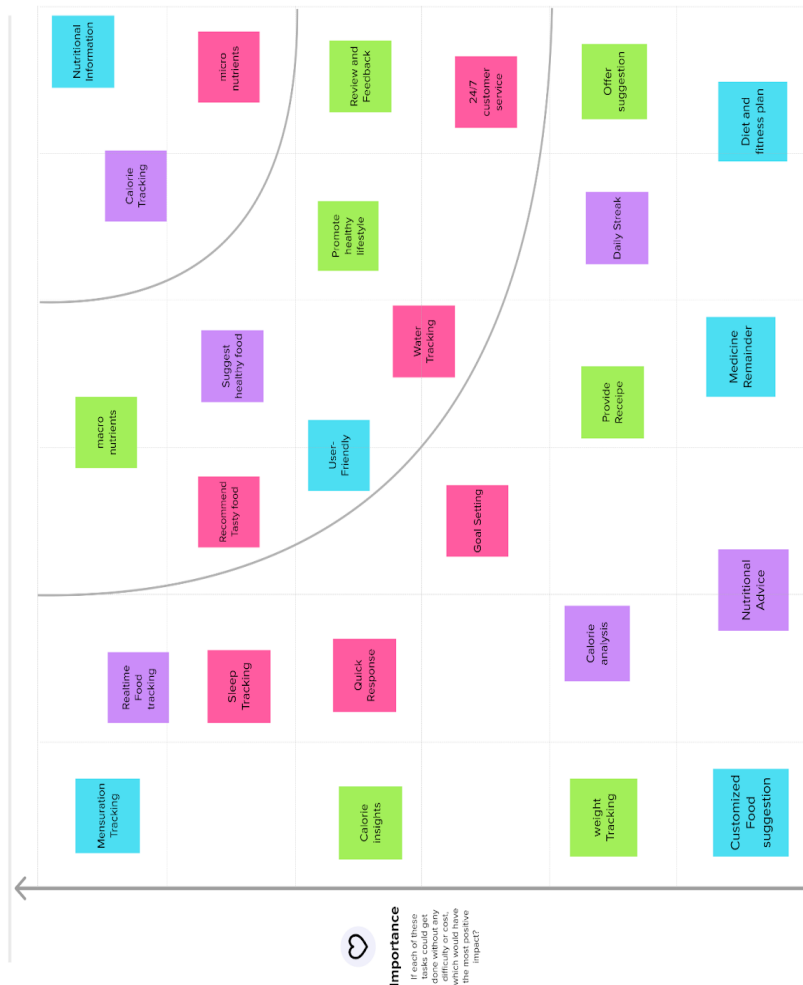 Importance
If each of these
tasks could get
done without any
difficulty or cost,
which would have
the most positive
impact?
Mensuration
Tracking
Realtime
Food
tracking
macro
nutrients
Calorie
Tracking
Nutritional
Information
Sleep
Tracking
Recommend
Tasty food
Suggest
healthy food
micro
nutrients
Calorie
insights
Quick
Response
User-
Friendly
Promote
healthy
lifestyle
Review and
Feedback
Goal Setting
Water
Tracking
24/7
customer
service
weight
Tracking
Calorie
analysis
Provide
Receipe
Daily Streak
Offer
suggestion
Customized
Food
suggestion
Nutritional
Advice
Medicine
Remainder
Diet and
fitness plan